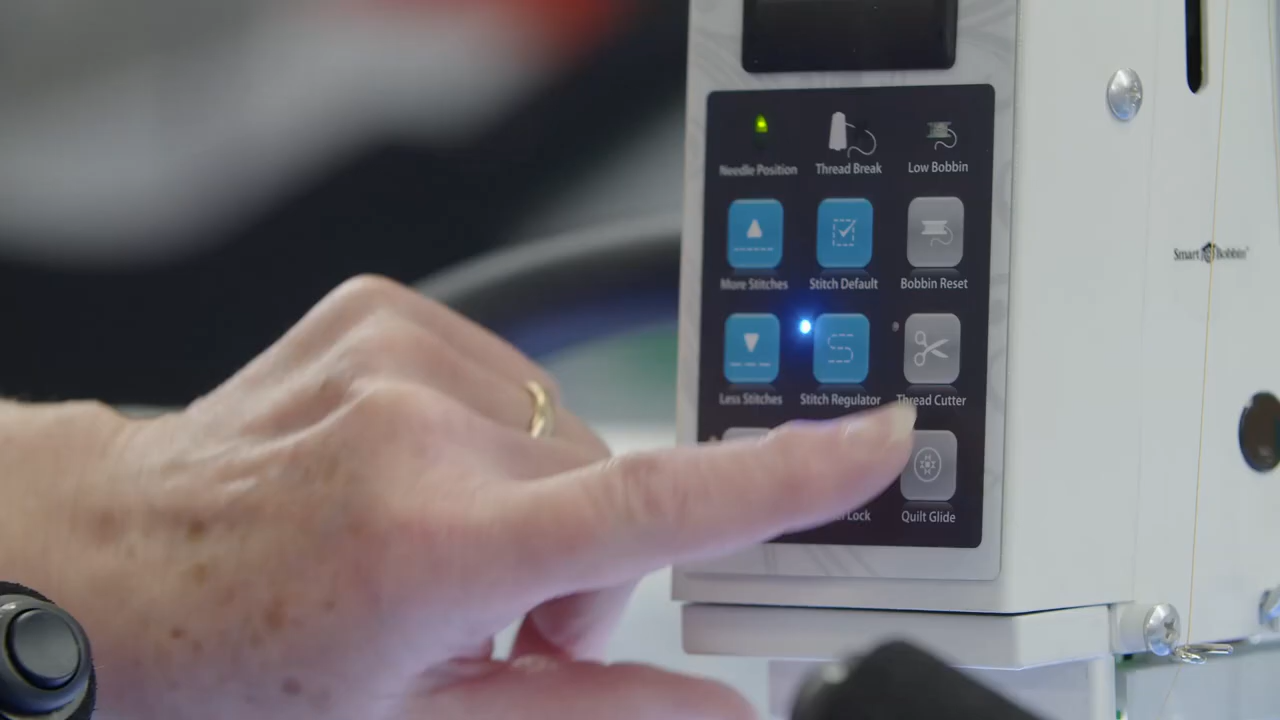 Needle Position
Thread Break
Low Bobbin
More Stitches
Stitch Default
Bobbin Reset
Smart Bobbin
Less Stitches
Stitch Regulator
Thread Cutter
Lock
Quilt Glide